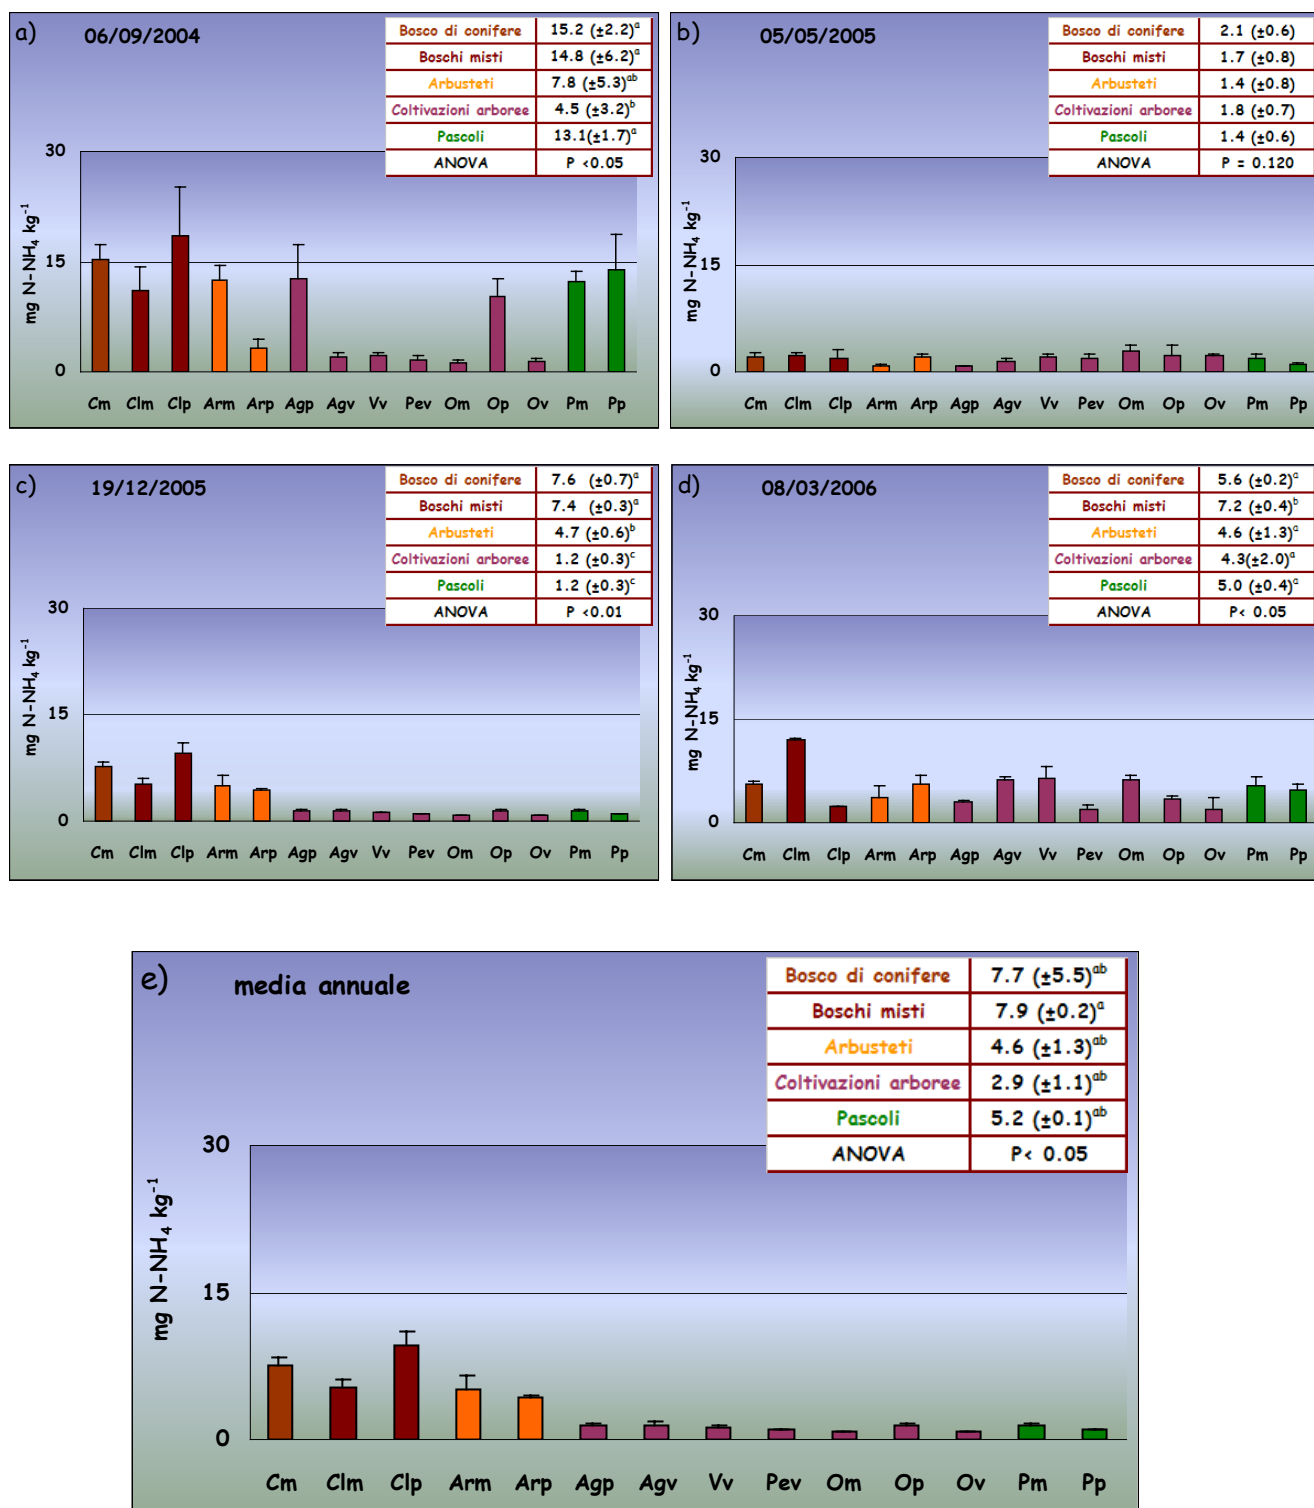 a) 06/09/2004
Bosco di conifere 15.2 (±2.2)ᵃ
Boschi misti 14.8 (±6.2)ᵃ
Arbusteti 7.8 (±5.3)ᵃᵇ
Coltivazioni arboree 4.5 (±3.2)ᵇ
Pascoli 13.1(±1.7)ᵃ
ANOVA P <0.05
mg N-NH₄ kg⁻¹
30
15
0
Cm Clm Clp Arm Arp Agp Agv Vv Pev Om Op Ov Pm Pp
b) 05/05/2005
Bosco di conifere 2.1 (±0.6)
Boschi misti 1.7 (±0.8)
Arbusteti 1.4 (±0.8)
Coltivazioni arboree 1.8 (±0.7)
Pascoli 1.4 (±0.6)
ANOVA P = 0.120
mg N-NH₄ kg⁻¹
30
15
0
Cm Clm Clp Arm Arp Agp Agv Vv Pev Om Op Ov Pm Pp
c) 19/12/2005
Bosco di conifere 7.6 (±0.7)ᵃ
Boschi misti 7.4 (±0.3)ᵃ
Arbusteti 4.7 (±0.6)ᵇ
Coltivazioni arboree 1.2 (±0.3)ᶜ
Pascoli 1.2 (±0.3)ᶜ
ANOVA P <0.01
mg N-NH₄ kg⁻¹
30
15
0
Cm Clm Clp Arm Arp Agp Agv Vv Pev Om Op Ov Pm Pp
d) 08/03/2006
Bosco di conifere 5.6 (±0.2)ᵃ
Boschi misti 7.2 (±0.4)ᵇ
Arbusteti 4.6 (±1.3)ᵃ
Coltivazioni arboree 4.3(±2.0)ᵃ
Pascoli 5.0 (±0.4)ᵃ
ANOVA P< 0.05
mg N-NH₄ kg⁻¹
30
15
0
Cm Clm Clp Arm Arp Agp Agv Vv Pev Om Op Ov Pm Pp
e) media annuale
Bosco di conifere 7.7 (±5.5)ᵃᵇ
Boschi misti 7.9 (±0.2)ᵃ
Arbusteti 4.6 (±1.3)ᵃᵇ
Coltivazioni arboree 2.9 (±1.1)ᵃᵇ
Pascoli 5.2 (±0.1)ᵃᵇ
ANOVA P< 0.05
mg N-NH₄ kg⁻¹
30
15
0
Cm Clm Clp Arm Arp Agp Agv Vv Pev Om Op Ov Pm Pp